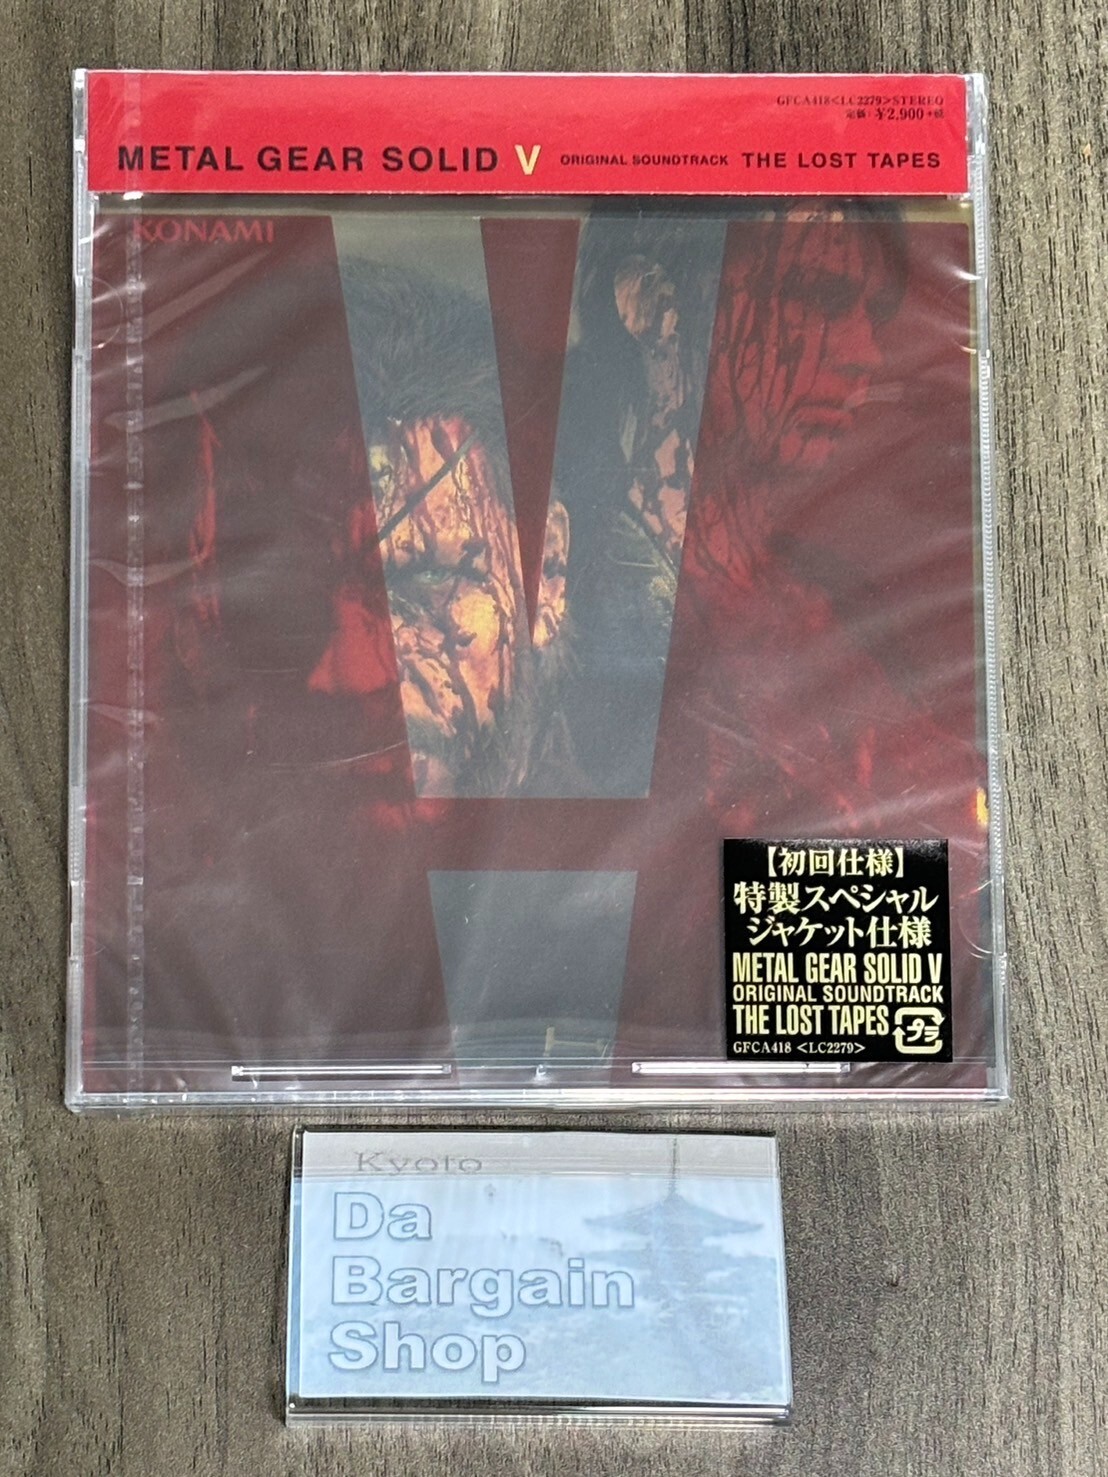 GFCA418<LC2279>STEREO
定価:¥2,900+税
METAL GEAR SOLID V ORIGINAL SOUNDTRACK THE LOST TAPES
KONAMI
【初回仕様】
特製スペシャル
ジャケット仕様
METAL GEAR SOLID V
ORIGINAL SOUNDTRACK
THE LOST TAPES プラ
GFCA418 <LC2279>
Kyoto
Da
Bargain
Shop